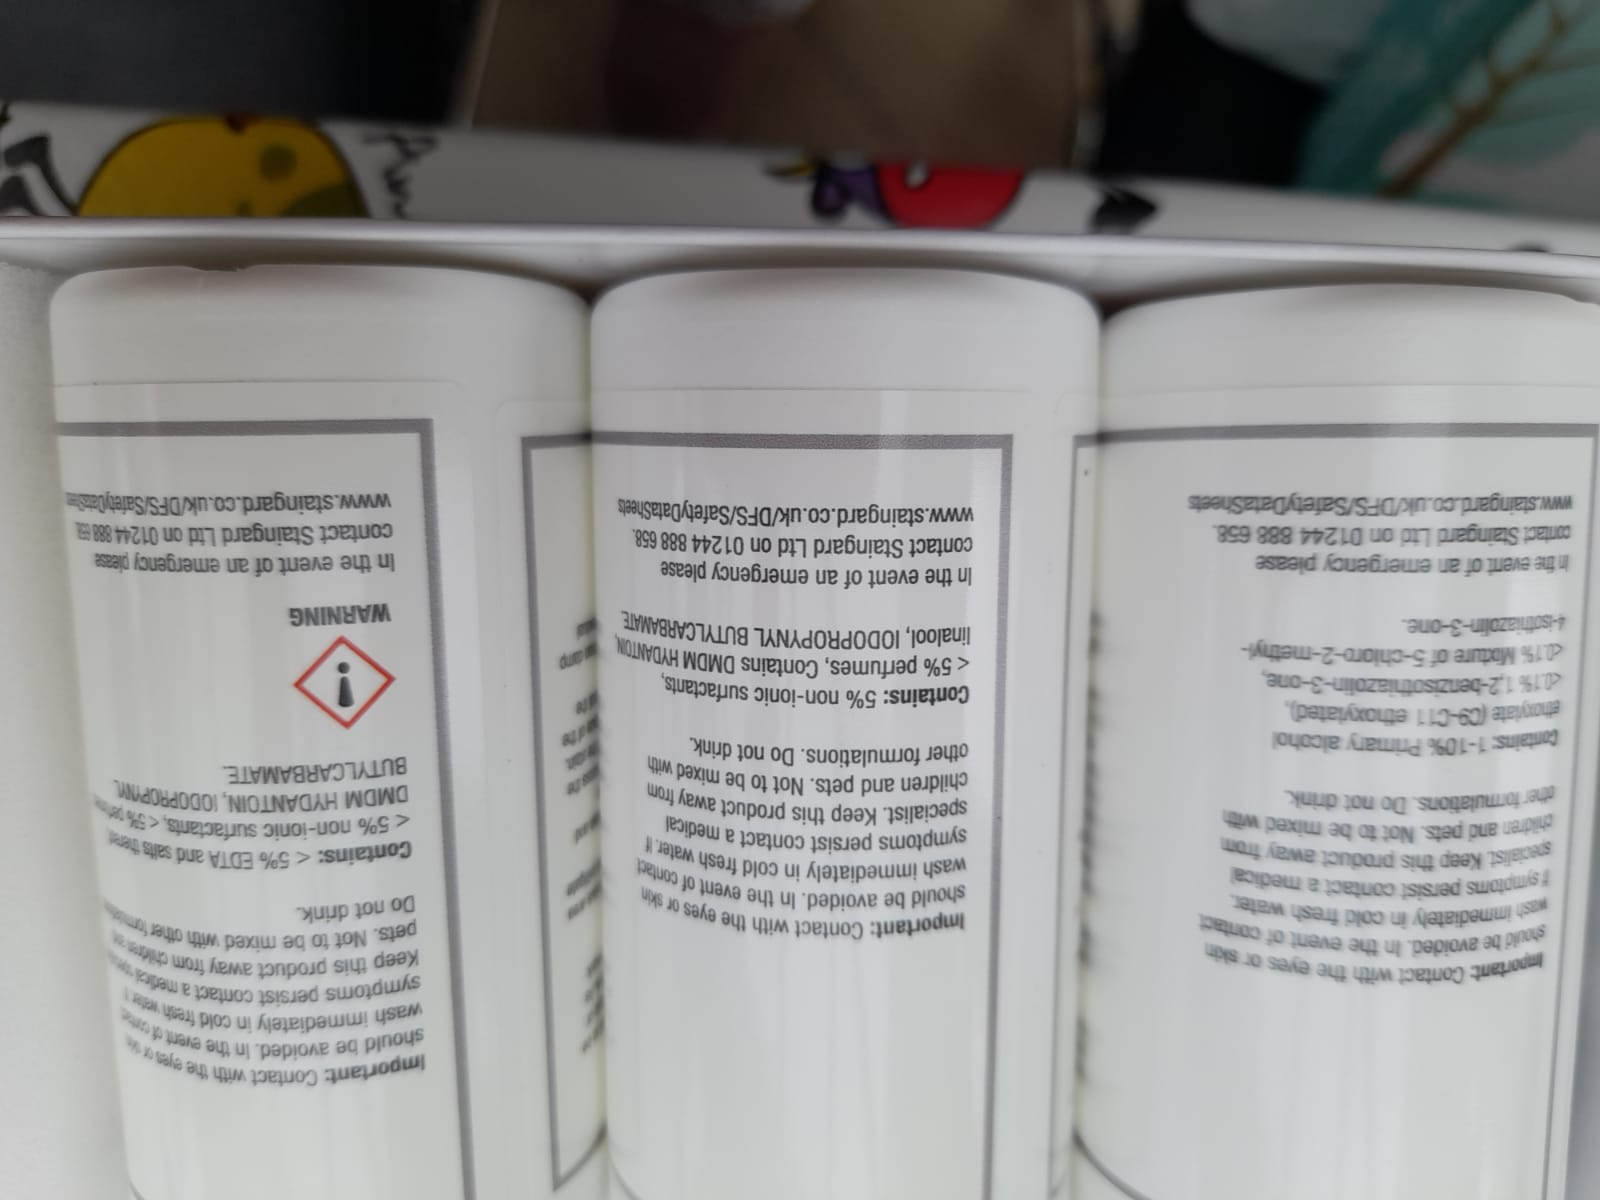 Important: Contact with the eyes or skin
should be avoided. In the event of contact
wash immediately in cold fresh water.
If symptoms persist contact a medical
specialist. Keep this product away from
children and pets. Not to be mixed with
other formulations. Do not drink.
Contains: 1-10% Primary alcohol
ethoxylate (C9-C11 ethoxylated),
<0.1% 1,2-benzisothiazolin-3-one,
<0.1% Mixture of 5-chloro-2-methyl-
4-isothiazolin-3-one.
In the event of an emergency please
contact Staingard Ltd on 01244 888 658.
www.staingard.co.uk/DFS/SafetyDataSheets
Important: Contact with the eyes or skin
should be avoided. In the event of contact
wash immediately in cold fresh water. If
symptoms persist contact a medical
specialist. Keep this product away from
children and pets. Not to be mixed with
other formulations. Do not drink.
Contains: 5% non-ionic surfactants,
< 5% perfumes, Contains DMDM HYDANTOIN,
linalool, IODOPROPYNYL BUTYLCARBAMATE.
In the event of an emergency please
contact Staingard Ltd on 01244 888 658.
www.staingard.co.uk/DFS/SafetyDataSheets
Important: Contact with the eyes or skin
should be avoided. In the event of contact
wash immediately in cold fresh water.
symptoms persist contact a medical
Keep this product away from children and
pets. Not to be mixed with other
Do not drink.
Contains: < 5% EDTA and salts
< 5% non-ionic surfactants, < 5%
DMDM HYDANTOIN, IODOPROPYNYL
BUTYLCARBAMATE.
WARNING
In the event of an emergency please
contact Staingard Ltd on 01244 888 658.
www.staingard.co.uk/DFS/SafetyDataSheets